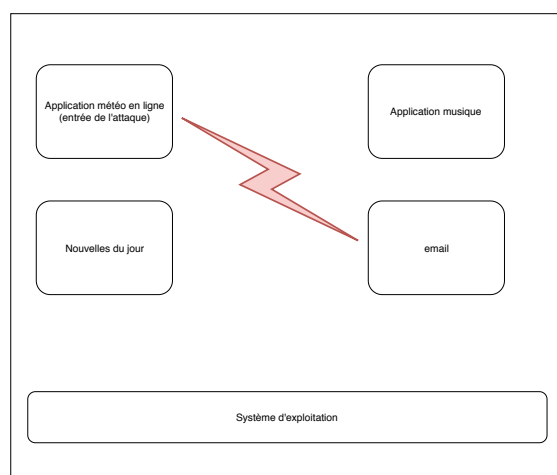 Application météo en ligne
(entrée de l'attaque)
Application musique
Nouvelles du jour
email
Système d'exploitation